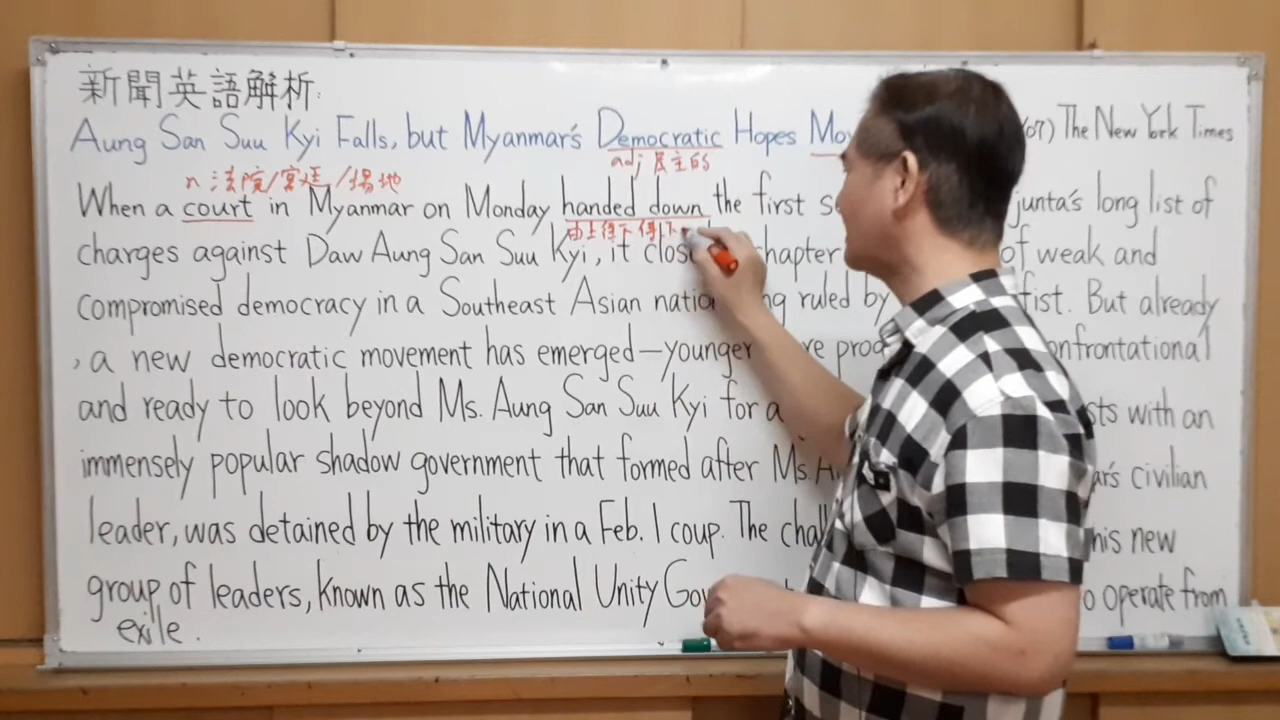 新聞英語解析:
Aung San Suu Kyi Falls, but Myanmar's Democratic Hopes Mov 07) The New York Times
adj 民主的
n 法院/宮廷/場地
When a court in Myanmar on Monday handed down the first s junta's long list of
charges against Daw Aung San Suu Kyi, it clos chapter of weak and
compromised democracy in a Southeast Asian natio ng ruled by fist. But already
, a new democratic movement has emerged—younger re prog onfrontational
and ready to look beyond Ms. Aung San Suu Kyi for a sts with an
immensely popular shadow government that formed after Ms. A ar's civilian
leader, was detained by the military in a Feb. 1 coup. The chall his new
group of leaders, known as the National Unity Gov o operate from
exile.